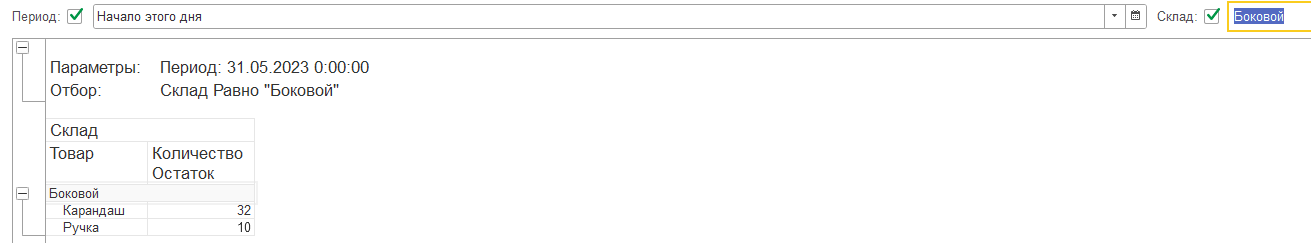 Период: Начало этого дня Склад: Боковой
Параметры: Период: 31.05.2023 0:00:00
Отбор: Склад Равно "Боковой"
Склад
Товар Количество
Остаток
Боковой
Карандаш 32
Ручка 10